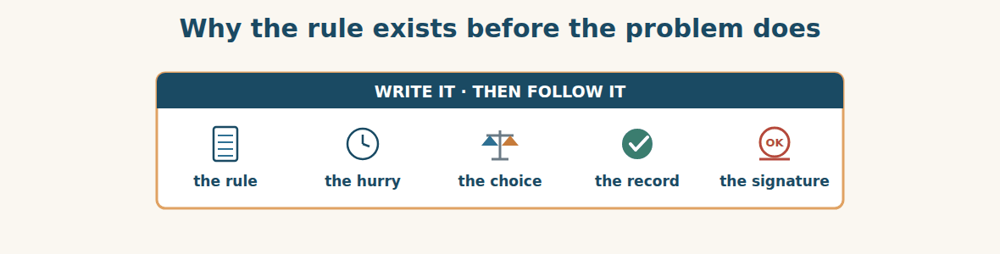 Why the rule exists before the problem does
WRITE IT · THEN FOLLOW IT
OK
the rule
the hurry
the choice
the record
the signature